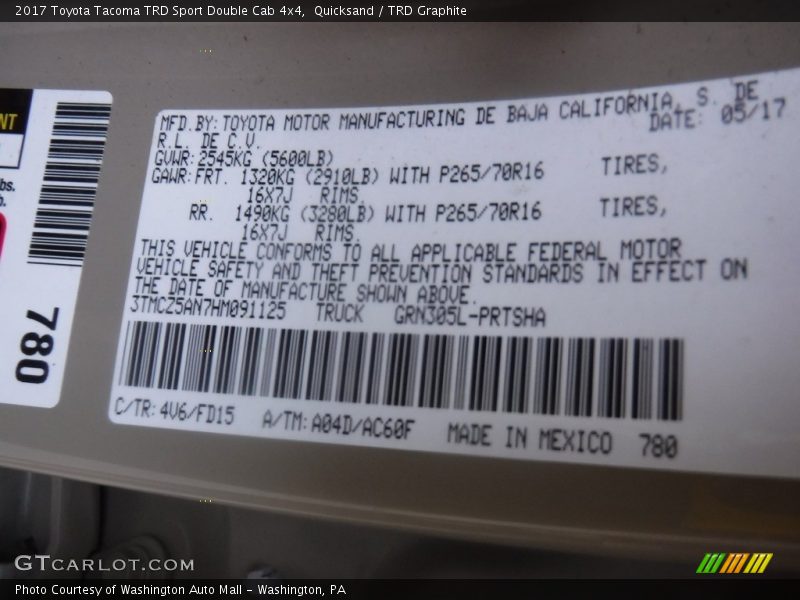 2017 Toyota Tacoma TRD Sport Double Cab 4x4,  Quicksand / TRD Graphite
NT
lbs.
b.
780
MFD.BY:TOYOTA MOTOR MANUFACTURING DE BAJA CALIFORNIA, S. DE
R.L. DE C.V. DATE: 05/17
GVWR:2545KG (5600LB)
GAWR:FRT. 1320KG (2910LB) WITH P265/70R16 TIRES,
16X7J RIMS,
RR. 1490KG (3280LB) WITH P265/70R16 TIRES,
16X7J RIMS.
THIS VEHICLE CONFORMS TO ALL APPLICABLE FEDERAL MOTOR
VEHICLE SAFETY AND THEFT PREVENTION STANDARDS IN EFFECT ON
THE DATE OF MANUFACTURE SHOWN ABOVE.
3TMCZ5AN7HM091125 TRUCK GRN305L-PRTSHA
C/TR:4V6/FD15 A/TM:A04D/AC60F MADE IN MEXICO 780
GTCARLOT.COM
Photo Courtesy of Washington Auto Mall - Washington, PA